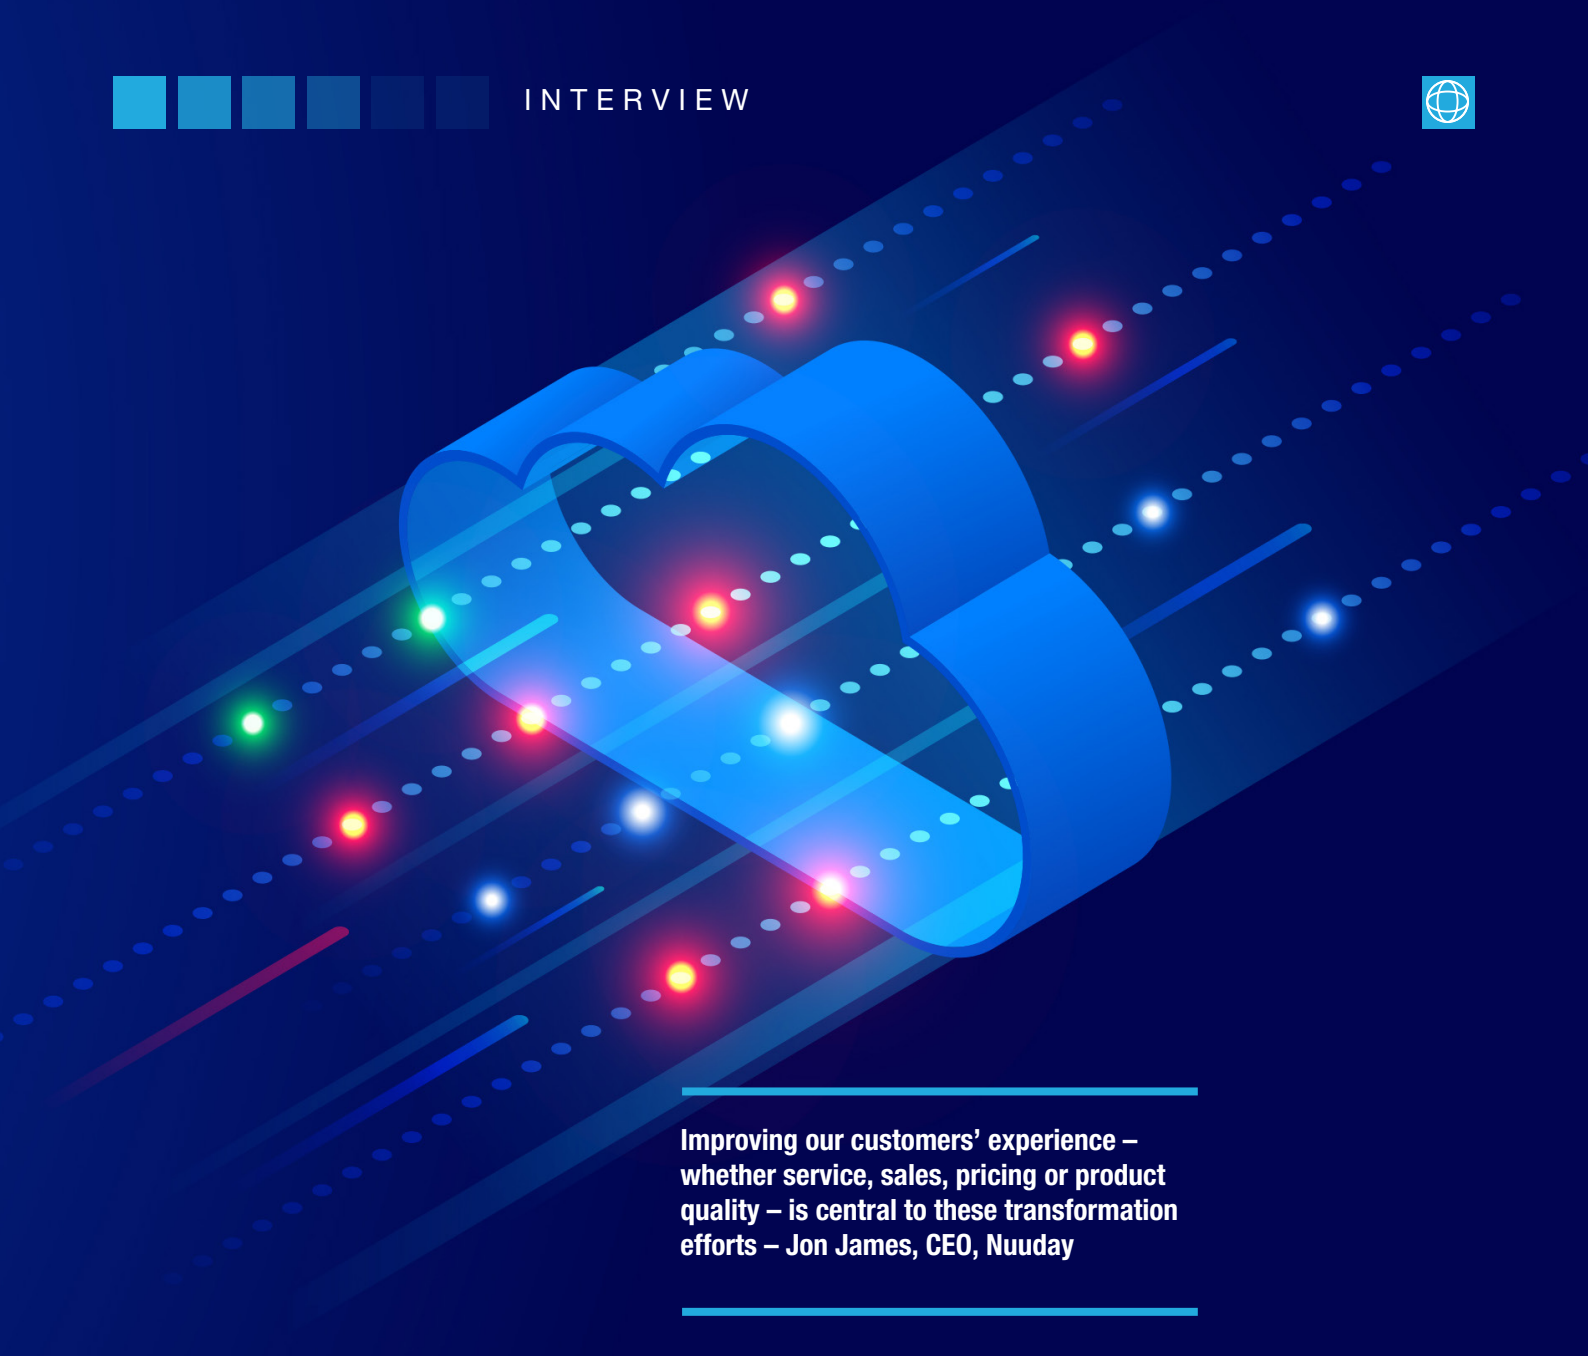 INTERVIEW
Improving our customers’ experience –
whether service, sales, pricing or product
quality – is central to these transformation
efforts – Jon James, CEO, Nuuday